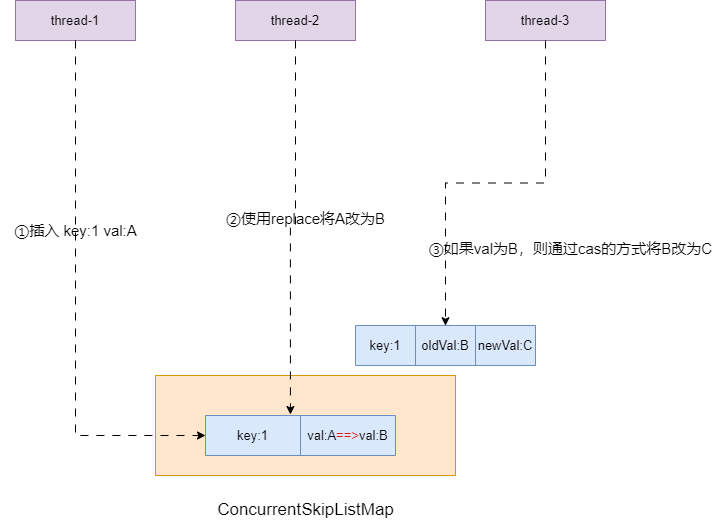 thread-1
thread-2
thread-3
①插入 key:1 val:A
②使用replace将A改为B
③如果val为B，则通过cas的方式将B改为C
key:1
oldVal:B
newVal:C
key:1
val:A==>val:B
ConcurrentSkipListMap